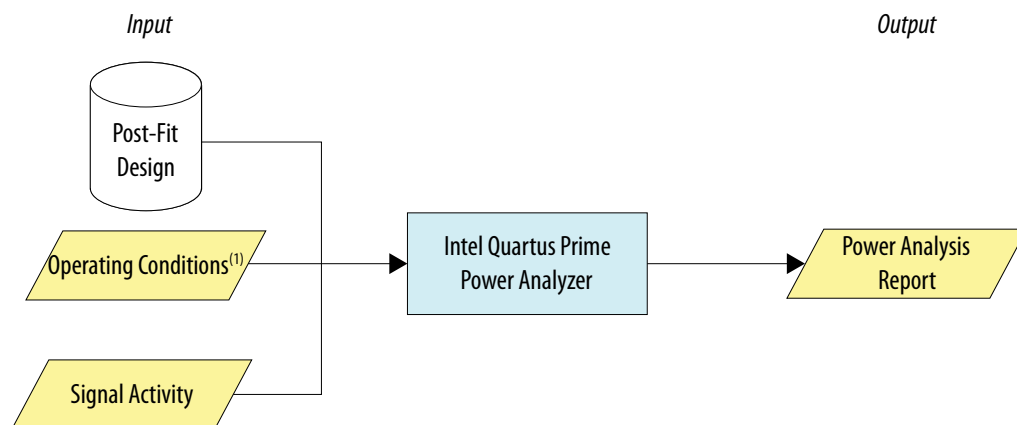 Input
Output
Post-Fit
Design
Operating Conditions(1)
Intel Quartus Prime
Power Analyzer
Power Analysis
Report
Signal Activity